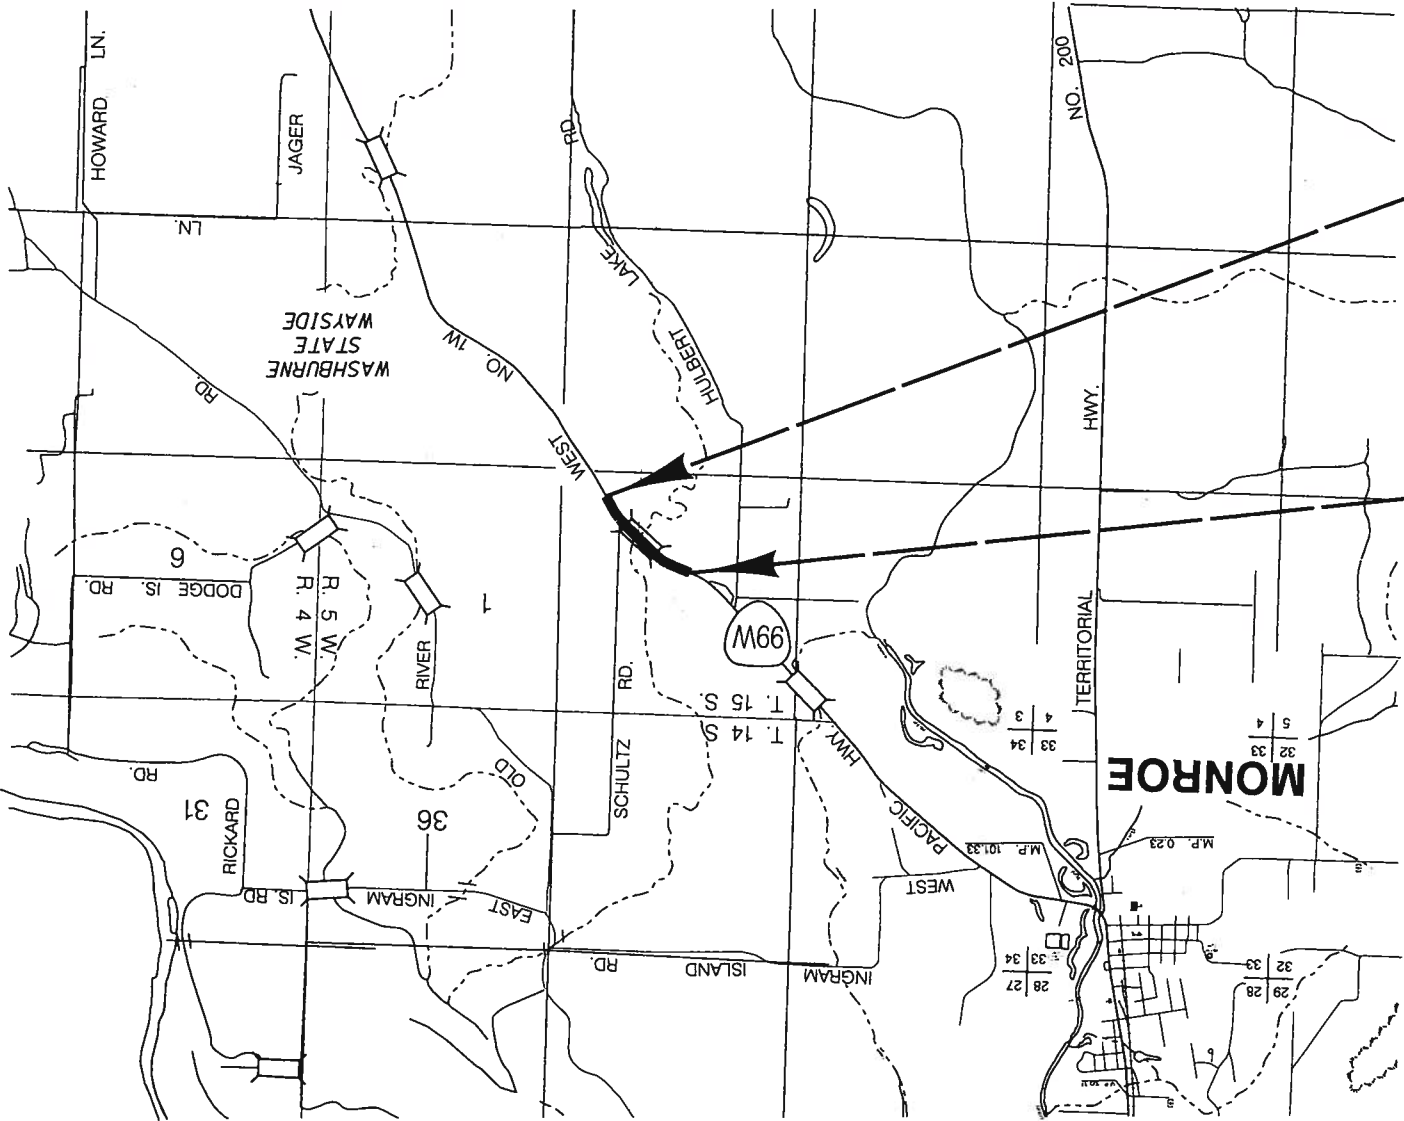 HOWARD LN.
JAGER
LN.
RD.
WASHBURNE
STATE
WAYSIDE
NO. 1W
WEST
HULBERT LAKE RD
NO. 200
HWY.
TERRITORIAL
6
DODGE IS. RD.
R. 5 W.
R. 4 W.
1
RIVER
99W
SCHULTZ RD.
T. 15 S.
T. 14 S.
HWY
PACIFIC
WEST
OLD
RD.
31
36
RICKARD
33 34
4 3
32 33
5 4
MONROE
M.P. 101.33
M.P. 0.23
INGRAM IS. RD
EAST
INGRAM ISLAND RD.
28 27
33 34
29 28
32 33